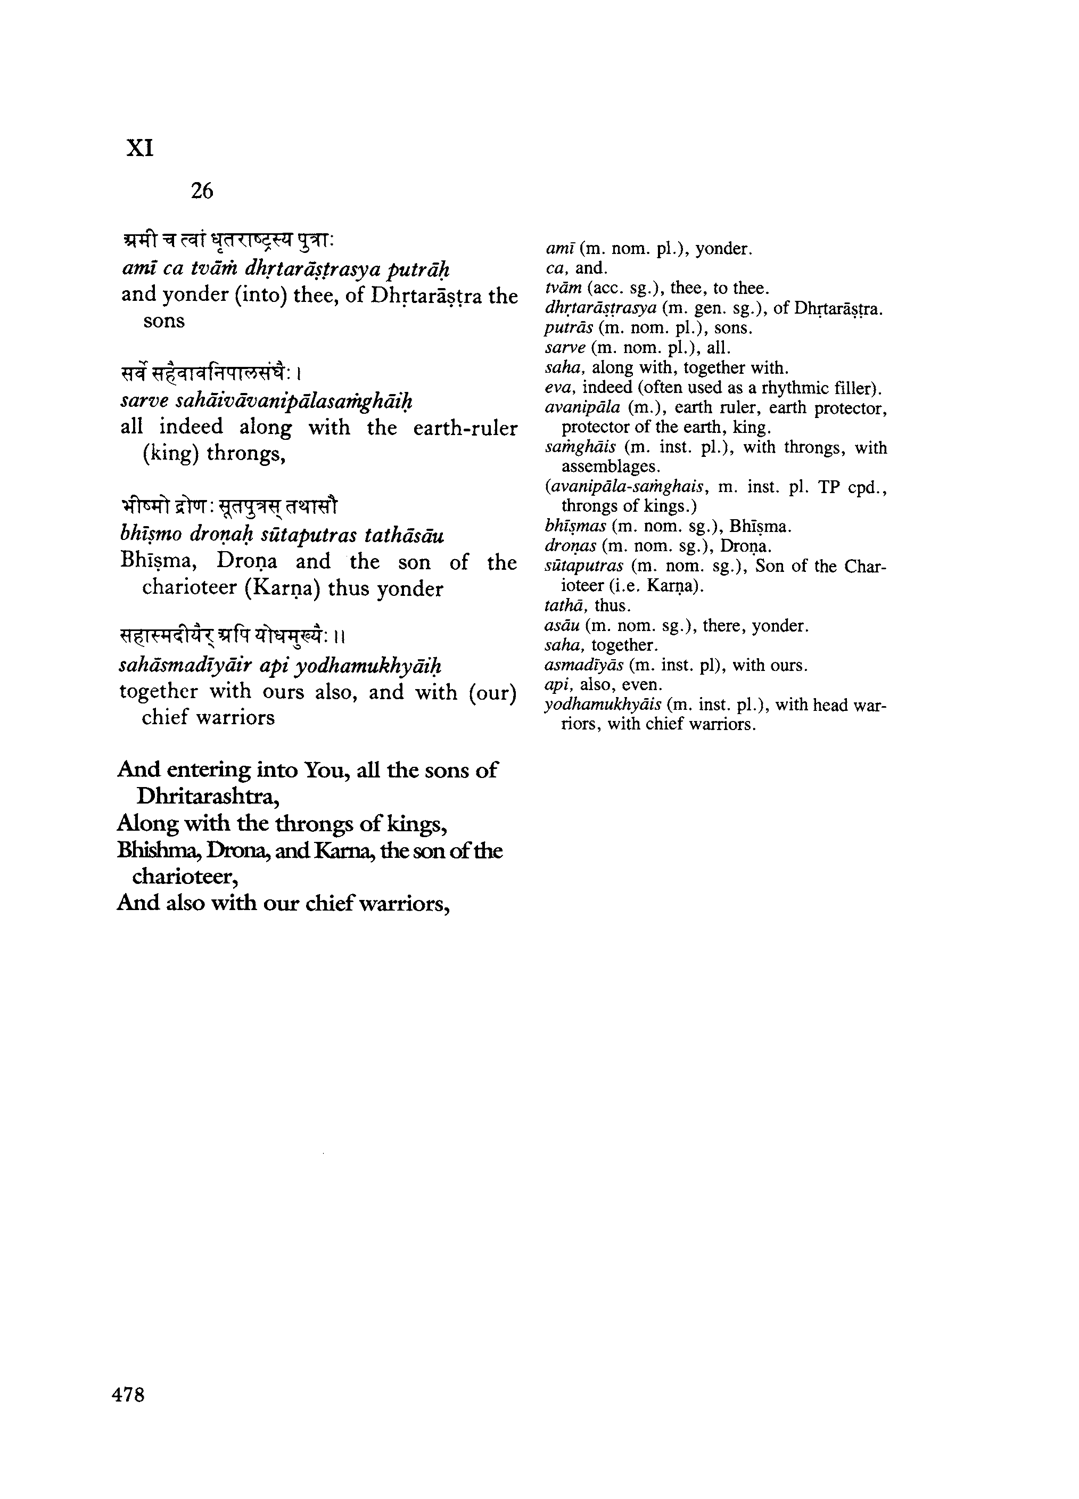 XI
26
अमी च त्वां धृतराष्ट्रस्य पुत्राः
amī ca tvāṁ dhṛtarāṣṭrasya putrāḥ
and yonder (into) thee, of Dhṛtarāṣṭra the
sons
सर्वे सहैवावनिपालसंघैः ।
sarve sahāivāvanipālasaṁghāiḥ
all indeed along with the earth-ruler
(king) throngs,
भीष्मो द्रोणः सूतपुत्रस् तथासौ
bhīṣmo droṇaḥ sūtaputras tathāsāu
Bhīṣma, Droṇa and the son of the
charioteer (Karṇa) thus yonder
सहास्मदीयैर् अपि योधमुख्यैः ।।
sahāsmadīyāir api yodhamukhyāiḥ
together with ours also, and with (our)
chief warriors
And entering into You, all the sons of
Dhritarashtra,
Along with the throngs of kings,
Bhishma, Drona, and Karna, the son of the
charioteer,
And also with our chief warriors,
amī (m. nom. pl.), yonder.
ca, and.
tvām (acc. sg.), thee, to thee.
dhṛtarāṣṭrasya (m. gen. sg.), of Dhṛtarāṣṭra.
putrās (m. nom. pl.), sons.
sarve (m. nom. pl.), all.
saha, along with, together with.
eva, indeed (often used as a rhythmic filler).
avanipāla (m.), earth ruler, earth protector,
protector of the earth, king.
saṁghāis (m. inst. pl.), with throngs, with
assemblages.
(avanipāla-saṁghais, m. inst. pl. TP cpd.,
throngs of kings.)
bhīṣmas (m. nom. sg.), Bhīṣma.
droṇas (m. nom. sg.), Droṇa.
sūtaputras (m. nom. sg.), Son of the Char-
ioteer (i.e. Karṇa).
tathā, thus.
asāu (m. nom. sg.), there, yonder.
saha, together.
asmadīyās (m. inst. pl), with ours.
api, also, even.
yodhamukhyāis (m. inst. pl.), with head war-
riors, with chief warriors.
478